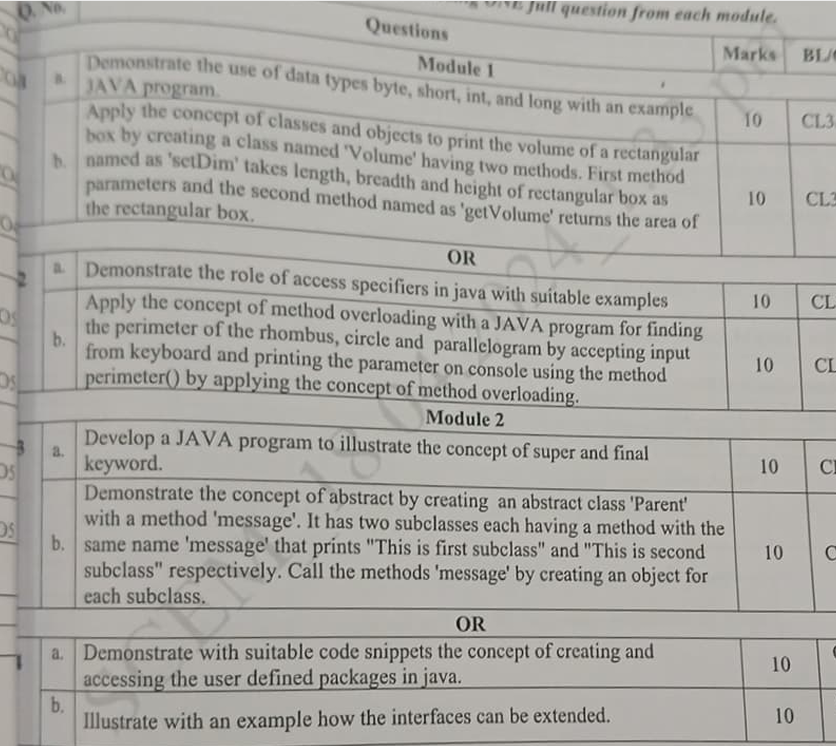 ONE full question from each module.
Q. No.
Questions
Marks
BL/
Module 1
a.
Demonstrate the use of data types byte, short, int, and long with an example
JAVA program.
10
CL3
b.
Apply the concept of classes and objects to print the volume of a rectangular
box by creating a class named 'Volume' having two methods. First method
named as 'setDim' takes length, breadth and height of rectangular box as
parameters and the second method named as 'getVolume' returns the area of
the rectangular box.
10
CL3
OR
2
a.
Demonstrate the role of access specifiers in java with suitable examples
10
CL
b.
Apply the concept of method overloading with a JAVA program for finding
the perimeter of the rhombus, circle and parallelogram by accepting input
from keyboard and printing the parameter on console using the method
perimeter() by applying the concept of method overloading.
10
CL
Module 2
3
a.
Develop a JAVA program to illustrate the concept of super and final
keyword.
10
b.
Demonstrate the concept of abstract by creating an abstract class 'Parent'
with a method 'message'. It has two subclasses each having a method with the
same name 'message' that prints "This is first subclass" and "This is second
subclass" respectively. Call the methods 'message' by creating an object for
each subclass.
10
OR
a.
Demonstrate with suitable code snippets the concept of creating and
accessing the user defined packages in java.
10
b.
Illustrate with an example how the interfaces can be extended.
10